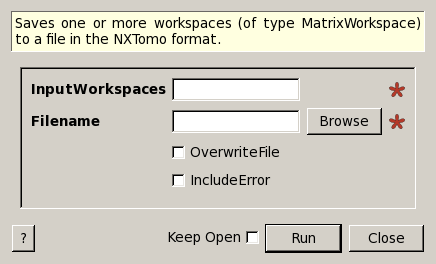 Saves one or more workspaces (of type MatrixWorkspace)
to a file in the NXTomo format.
InputWorkspaces
Filename
Browse
OverwriteFile
IncludeError
?
Keep Open
Run
Close